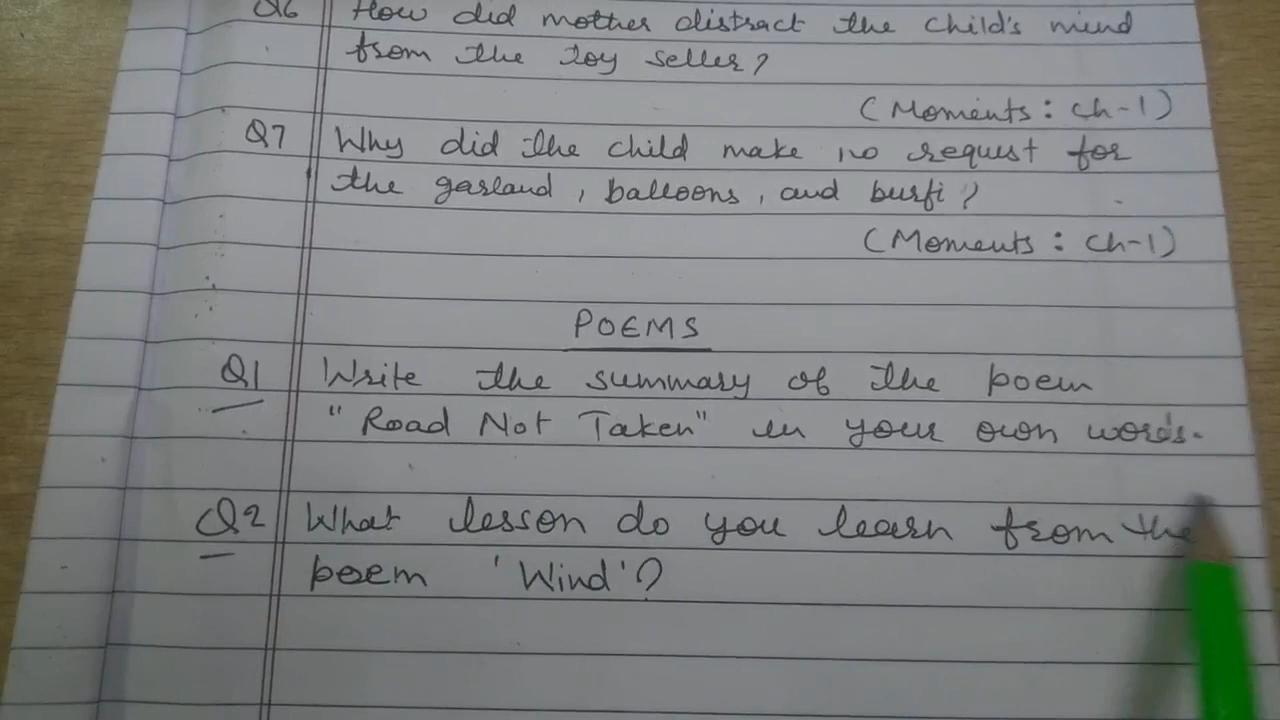 Q6 How did mother distract the child's mind
from the toy seller?
(Moments: ch-1)
Q7 Why did the child make no request for
the garland, balloons, and burfi?
(Moments: ch-1)
POEMS
Q1 Write the summary of the poem
"Road Not Taken" in your own words.
Q2 What lesson do you learn from the
poem 'Wind'?